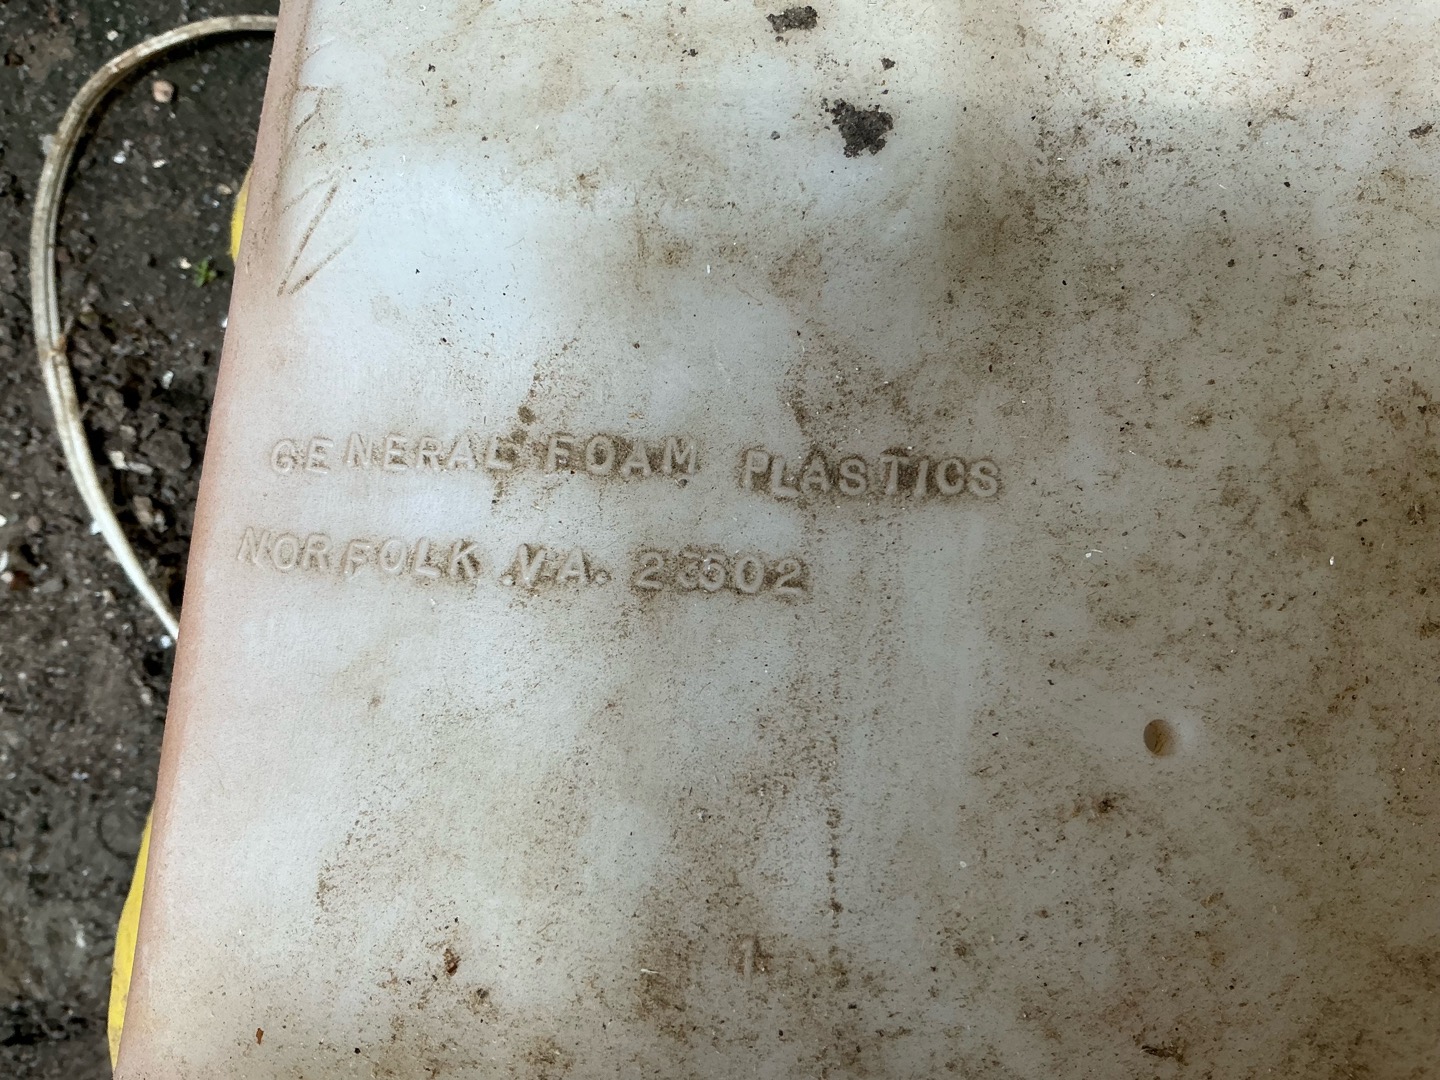 GENERAL FOAM PLASTICS
NORFOLK .VA. 23502